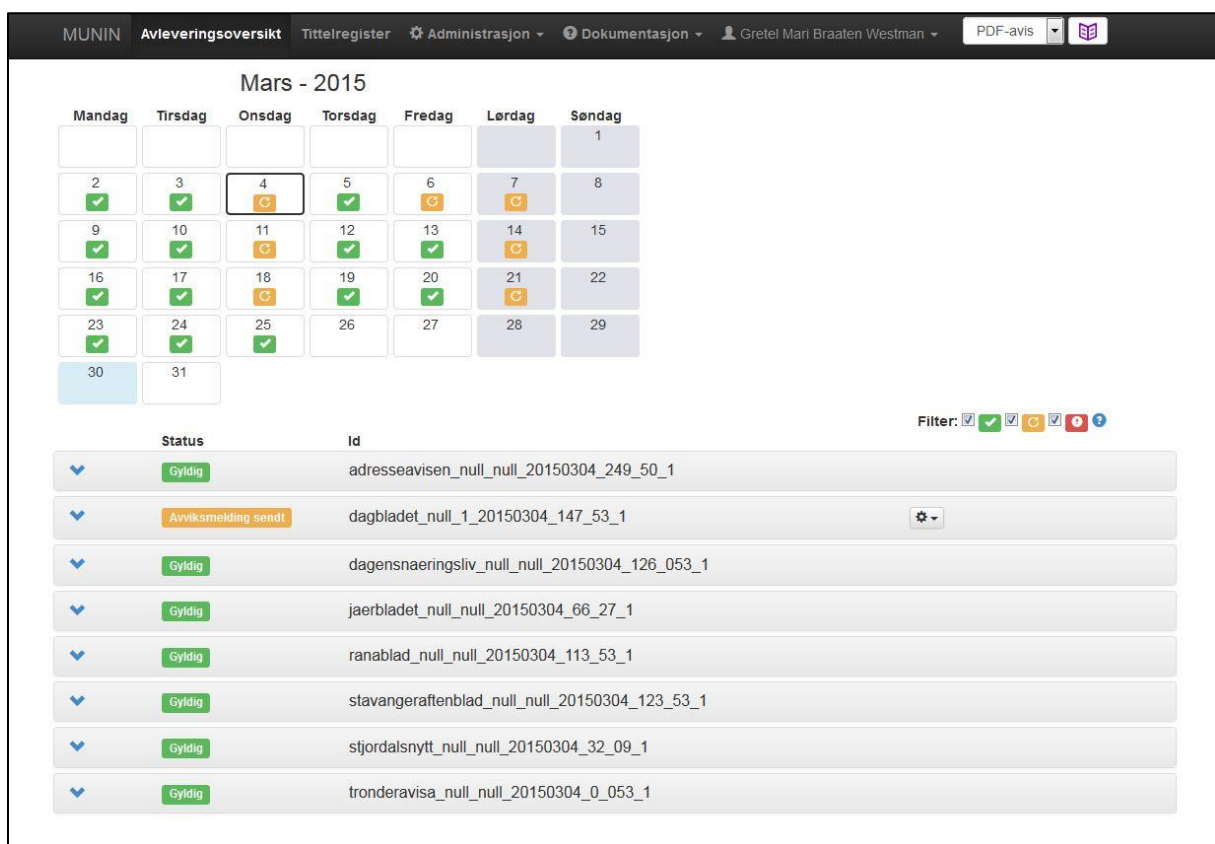 MUNIN Avleveringsoversikt Tittelregister Administrasjon Dokumentasjon Gretel Mari Braaten Westman PDF-avis
Mars - 2015
Mandag Tirsdag Onsdag Torsdag Fredag Lørdag Søndag
1
2 3 4 5 6 7 8
9 10 11 12 13 14 15
16 17 18 19 20 21 22
23 24 25 26 27 28 29
30 31
Filter:
Status Id
Gyldig adresseavisen_null_null_20150304_249_50_1
Avviksmelding sendt dagbladet_null_1_20150304_147_53_1
Gyldig dagensnaeringsliv_null_null_20150304_126_053_1
Gyldig jaerbladet_null_null_20150304_66_27_1
Gyldig ranablad_null_null_20150304_113_53_1
Gyldig stavangeraftenblad_null_null_20150304_123_53_1
Gyldig stjordalsnytt_null_null_20150304_32_09_1
Gyldig tronderavisa_null_null_20150304_0_053_1